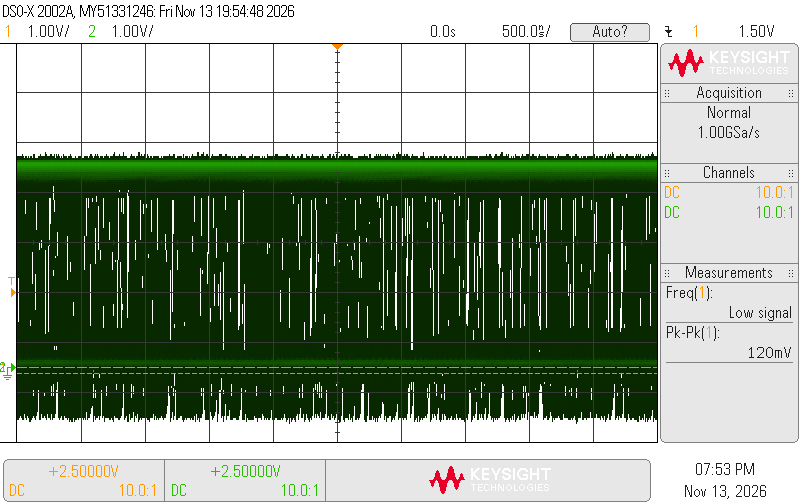 DSO-X 2002A, MY51331246: Fri Nov 13 19:54:48 2026
1 1.00V/ 2 1.00V/ 0.0s 500.0ns/ Auto? 1 1.50V
KEYSIGHT
TECHNOLOGIES
Acquisition
Normal
1.00GSa/s
Channels
DC 10.0:1
DC 10.0:1
Measurements
Freq(1):
Low signal
Pk-Pk(1):
120mV
T
2
+2.50000V
DC 10.0:1
+2.50000V
DC 10.0:1
KEYSIGHT
TECHNOLOGIES
07:53 PM
Nov 13, 2026